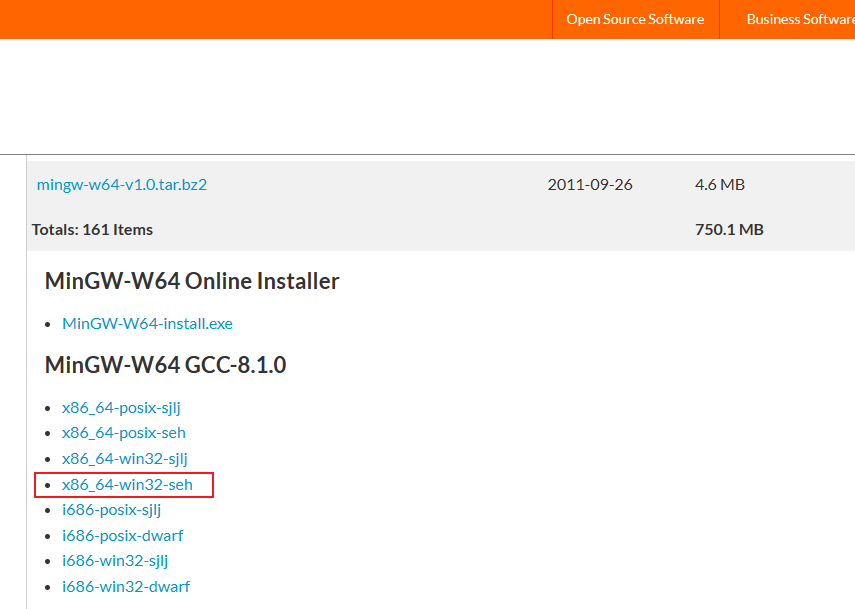 Open Source Software Business Software
mingw-w64-v1.0.tar.bz2 2011-09-26 4.6 MB
Totals: 161 Items 750.1 MB
MinGW-W64 Online Installer
MinGW-W64-install.exe
MinGW-W64 GCC-8.1.0
x86_64-posix-sjlj
x86_64-posix-seh
x86_64-win32-sjlj
x86_64-win32-seh
i686-posix-sjlj
i686-posix-dwarf
i686-win32-sjlj
i686-win32-dwarf